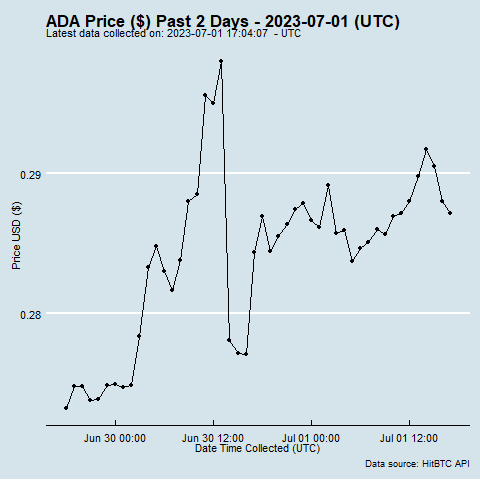 ADA Price ($) Past 2 Days - 2023-07-01 (UTC)
Latest data collected on: 2023-07-01 17:04:07 - UTC
0.29
Price USD ($)
0.28
Jun 30 00:00 Jun 30 12:00 Jul 01 00:00 Jul 01 12:00
Date Time Collected (UTC)
Data source: HitBTC API